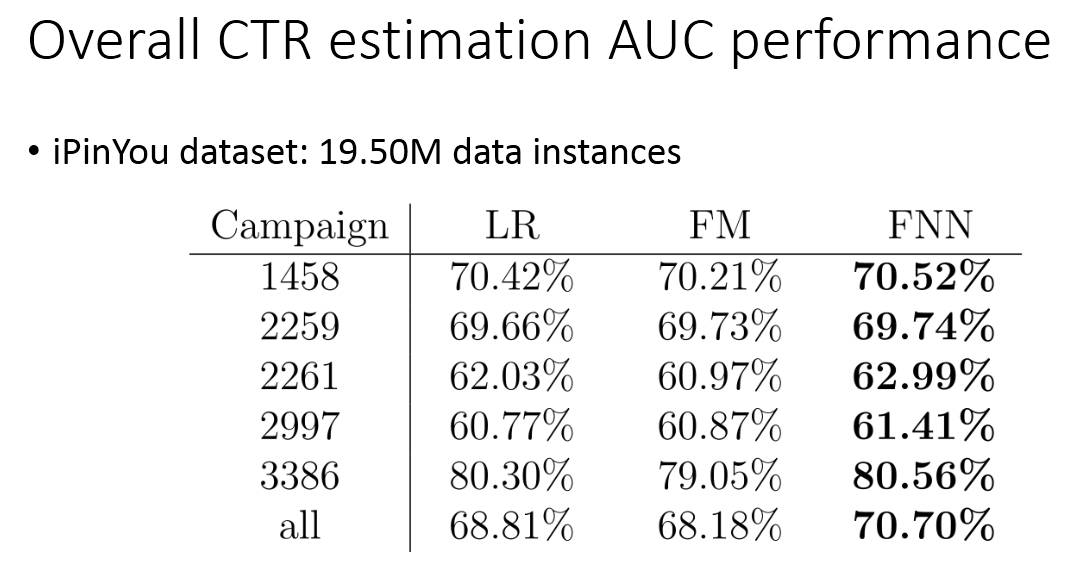 Overall CTR estimation AUC performance
• iPinYou dataset: 19.50M data instances
Campaign LR FM FNN
1458 70.42% 70.21% 70.52%
2259 69.66% 69.73% 69.74%
2261 62.03% 60.97% 62.99%
2997 60.77% 60.87% 61.41%
3386 80.30% 79.05% 80.56%
all 68.81% 68.18% 70.70%